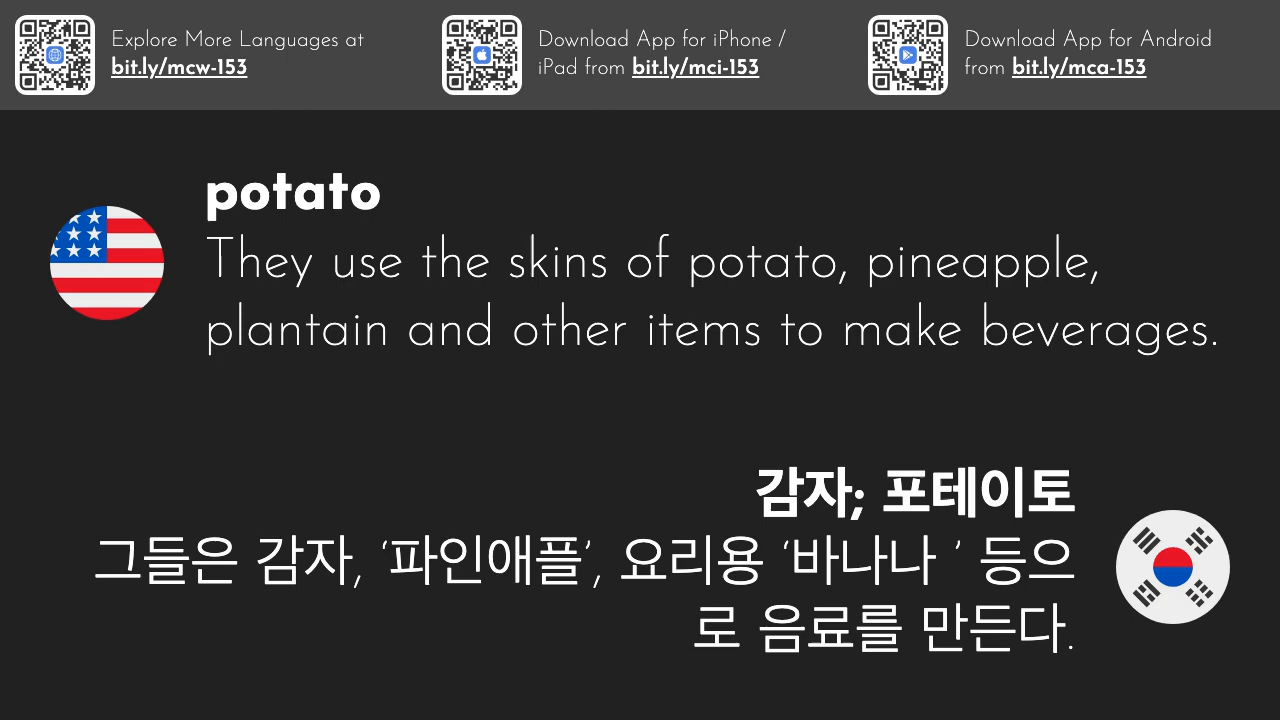 Explore More Languages at
bit.ly/mcw-153
Download App for iPhone /
iPad from bit.ly/mci-153
Download App for Android
from bit.ly/mca-153
potato
They use the skins of potato, pineapple,
plantain and other items to make beverages.
감자; 포테이토
그들은 감자, ‘파인애플’, 요리용 ‘바나나 ’ 등으
로 음료를 만든다.